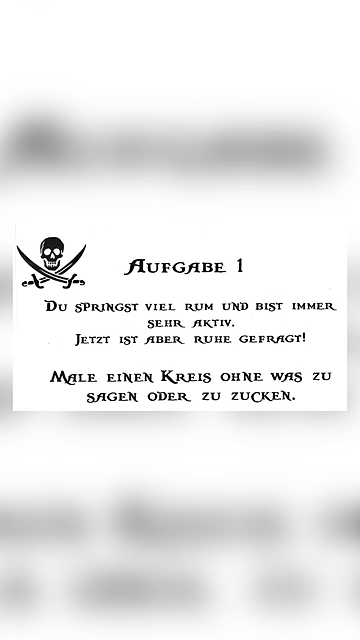 Aufgabe 1
Du springst viel rum und bist immer
sehr aktiv.
Jetzt ist aber Ruhe gefragt!
Male einen Kreis ohne was zu
sagen oder zu zucken.